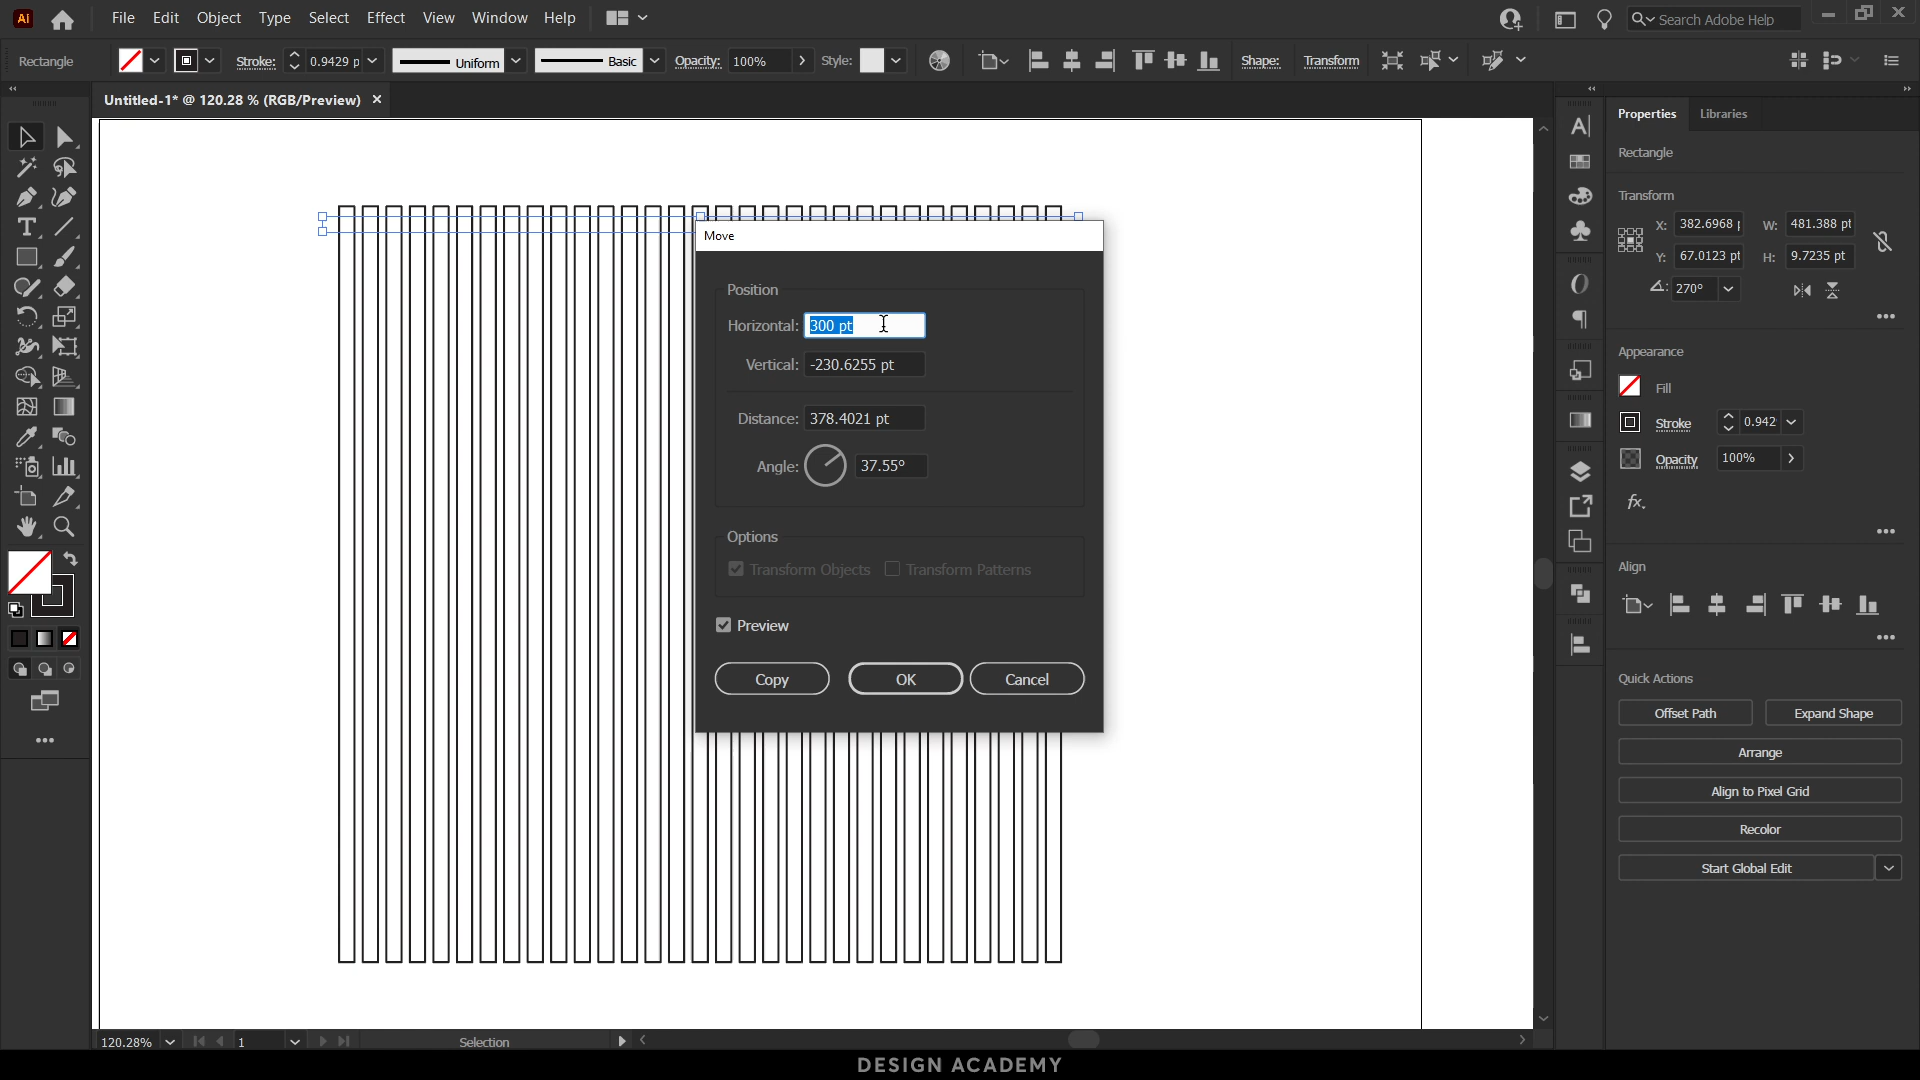 Ai File Edit Object Type Select Effect View Window Help Search Adobe Help
Rectangle Stroke: 0.9429 p Uniform Basic Opacity: 100% Style: Shape: Transform
Untitled-1* @ 120.28 % (RGB/Preview) ×
Properties Libraries
Rectangle
Transform
X: 382.6968 p W: 481.388 pt
Y: 67.0123 pt H: 9.7235 pt
270°
Appearance
Fill
Stroke 0.942
Opacity 100%
fx.
Align
Quick Actions
Offset Path Expand Shape
Arrange
Align to Pixel Grid
Recolor
Start Global Edit
Move
Position
Horizontal: 300 pt
Vertical: -230.6255 pt
Distance: 378.4021 pt
Angle: 37.55°
Options
Transform Objects Transform Patterns
Preview
Copy OK Cancel
120.28% 1 Selection
DESIGN ACADEMY